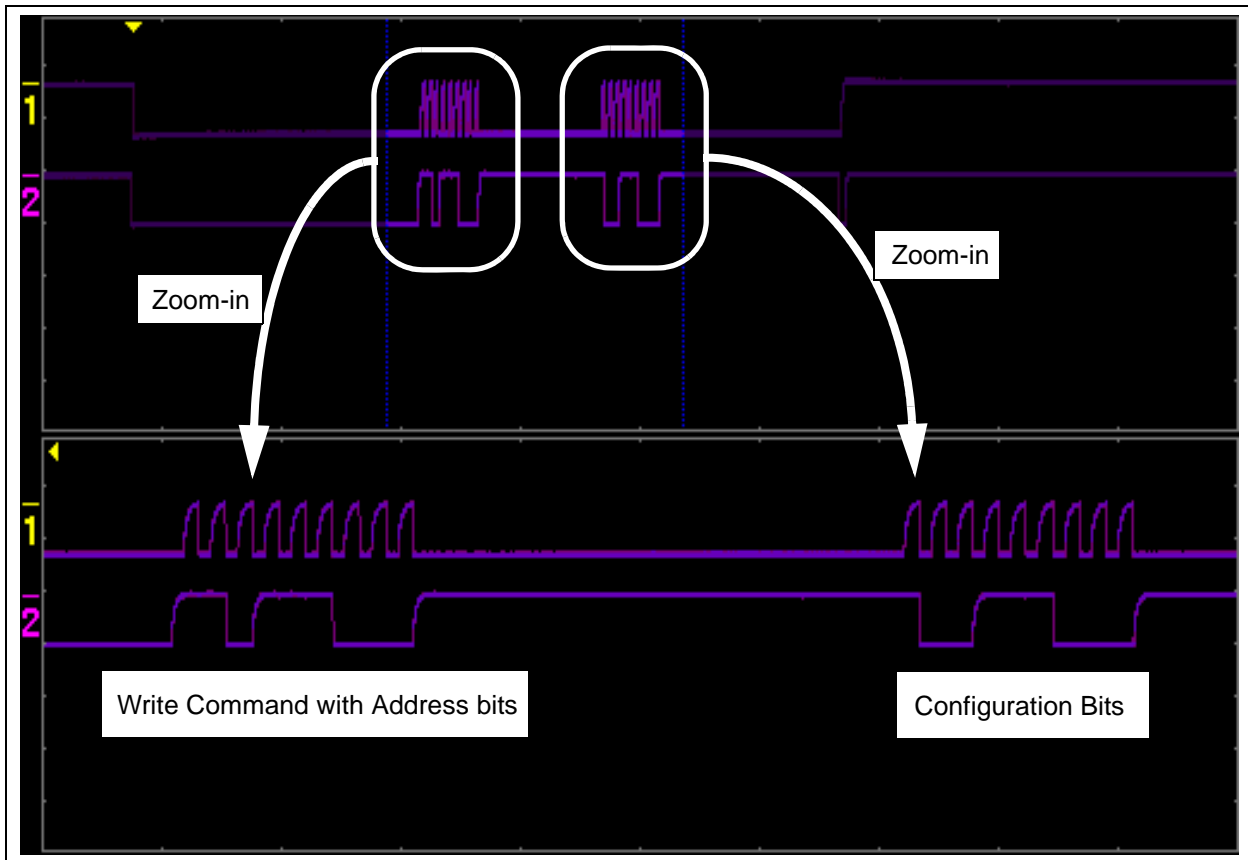 1
2
Zoom-in
Zoom-in
1
2
Write Command with Address bits
Configuration Bits